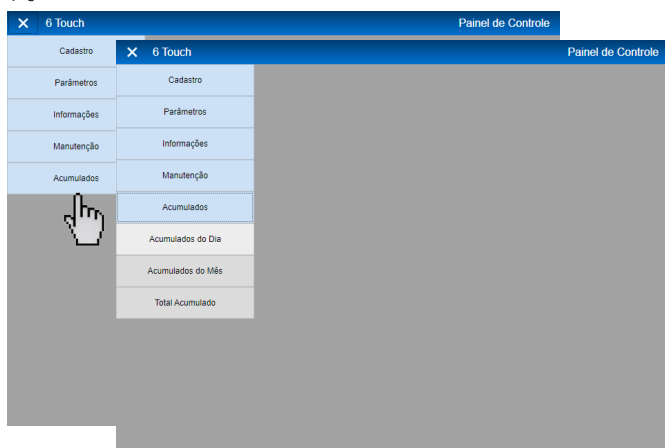 ✕ 6 Touch Painel de Controle
Cadastro
Parâmetros
Informações
Manutenção
Acumulados
✕ 6 Touch Painel de Controle
Cadastro
Parâmetros
Informações
Manutenção
Acumulados
Acumulados do Dia
Acumulados do Mês
Total Acumulado